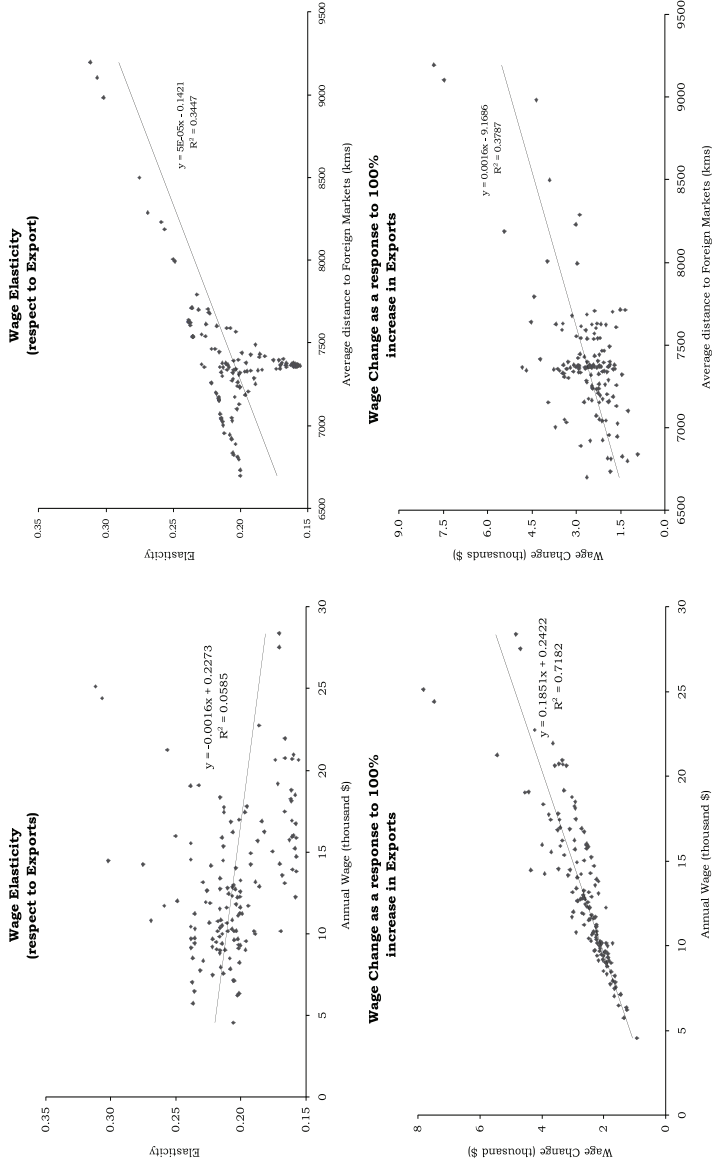 Wage Elasticity
(respect to Exports)
0.35
0.30
0.25
0.20
0.15
Elasticity
0
5
10
15
20
25
30
Annual Wage (thousand $)
y = -0.0016x + 0.2273
R² = 0.0585
Wage Elasticity
(respect to Export)
0.35
0.30
0.25
0.20
0.15
Elasticity
6500
7000
7500
8000
8500
9000
9500
Average distance to Foreign Markets (kms)
y = 5E-05x - 0.1421
R² = 0.3447
Wage Change as a response to 100%
increase in Exports
8
6
4
2
0
Wage Change (thousand $)
0
5
10
15
20
25
30
Annual Wage (thousand $)
y = 0.1851x + 0.2422
R² = 0.7182
Wage Change as a response to 100%
increase in Exports
9.0
7.5
6.0
4.5
3.0
1.5
0.0
Wage Change (thousands $)
6500
7000
7500
8000
8500
9000
9500
Average distance to Foreign Markets (kms)
y = 0.0016x - 9.1686
R² = 0.3787